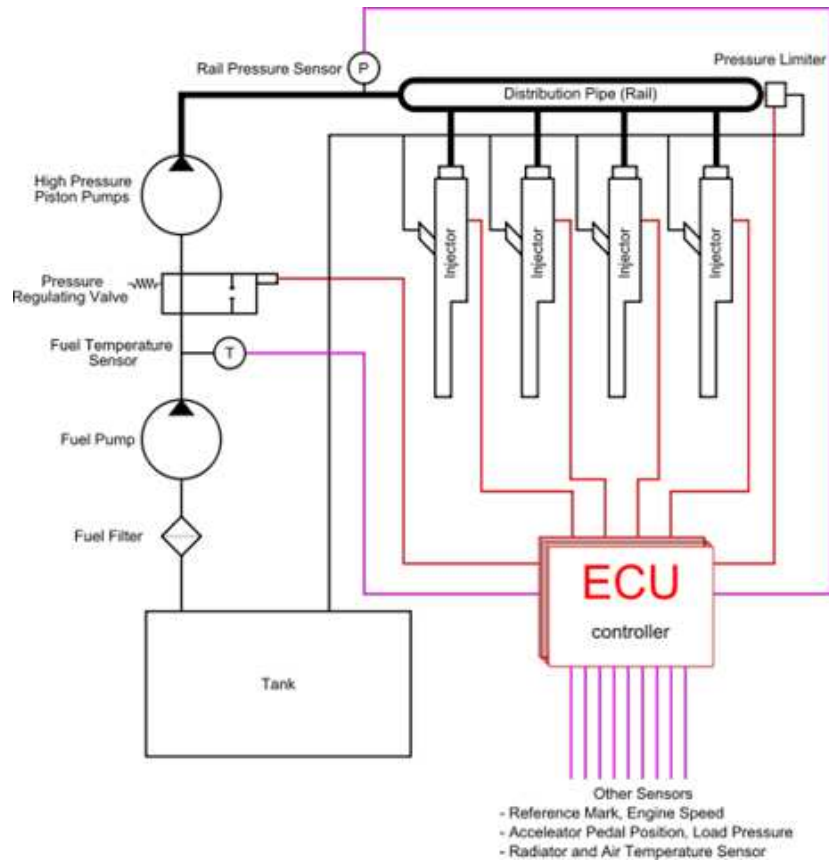 Pressure Limiter
Rail Pressure Sensor
P
Distribution Pipe (Rail)
High Pressure
Piston Pumps
Injector
Injector
Injector
Injector
Pressure
Regulating Valve
Fuel Temperature
Sensor
T
Fuel Pump
Fuel Filter
ECU
controller
Tank
Other Sensors
- Reference Mark, Engine Speed
- Acceleator Pedal Position, Load Pressure
- Radiator and Air Temperature Sensor